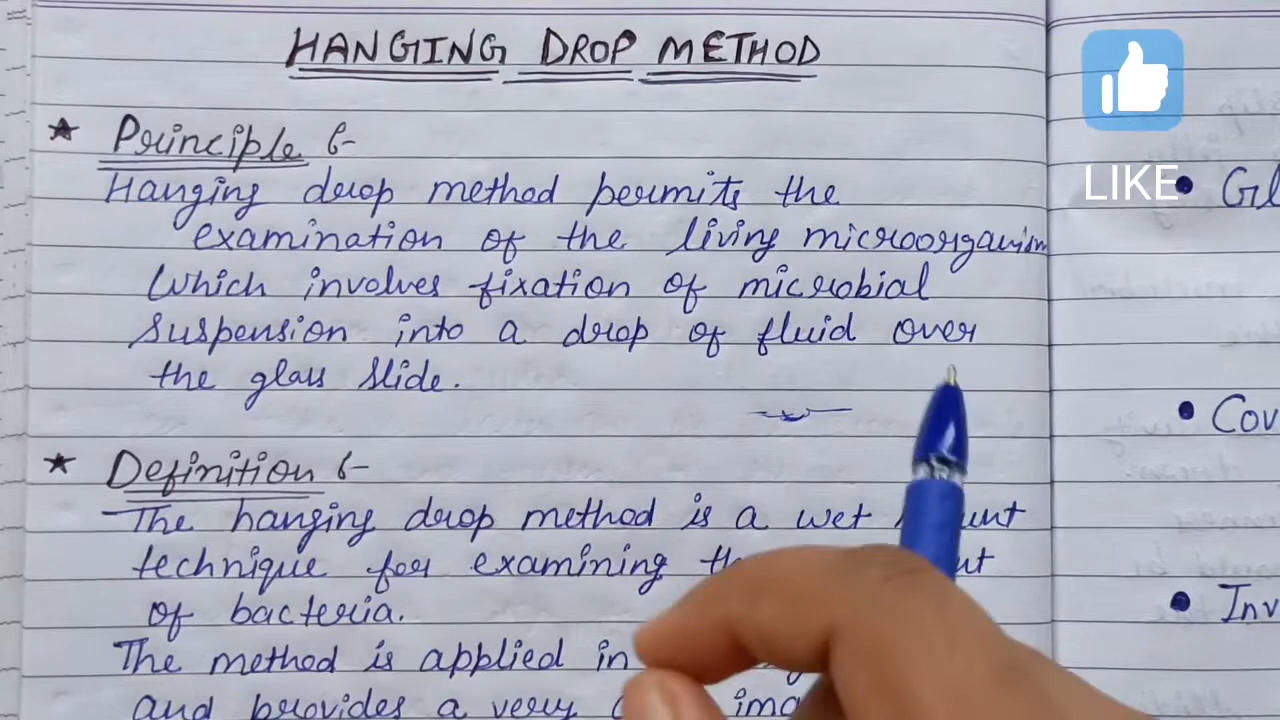 HANGING DROP METHOD
★ Principle :-
Hanging drop method permits the
examination of the living microorganism
Which involves fixation of microbial
suspension into a drop of fluid over
the glass slide.
★ Definition :-
The hanging drop method is a wet
technique for examining
of bacteria.
The method is applied in
and provides a very
LIKE
• Gl
• Cov
• Inv